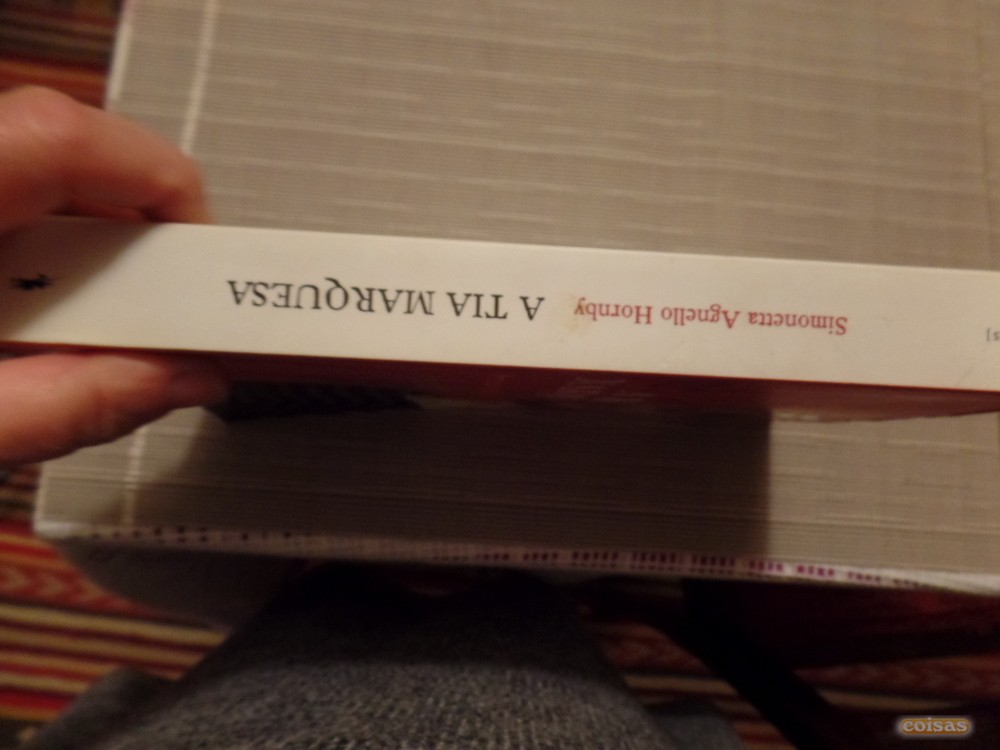 Simonetta Agnello Hornby A TIA MARQUESA
coisas